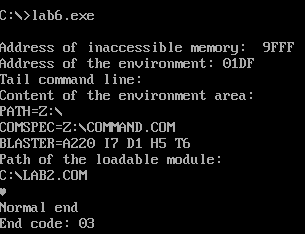 C:\>lab6.exe
Address of inaccessible memory:  9FFF
Address of the environment: 01DF
Tail command line:
Content of the environment area:
PATH=Z:\
COMSPEC=Z:\COMMAND.COM
BLASTER=A220 I7 D1 H5 T6
Path of the loadable module:
C:\LAB2.COM
♥
Normal end
End code: 03